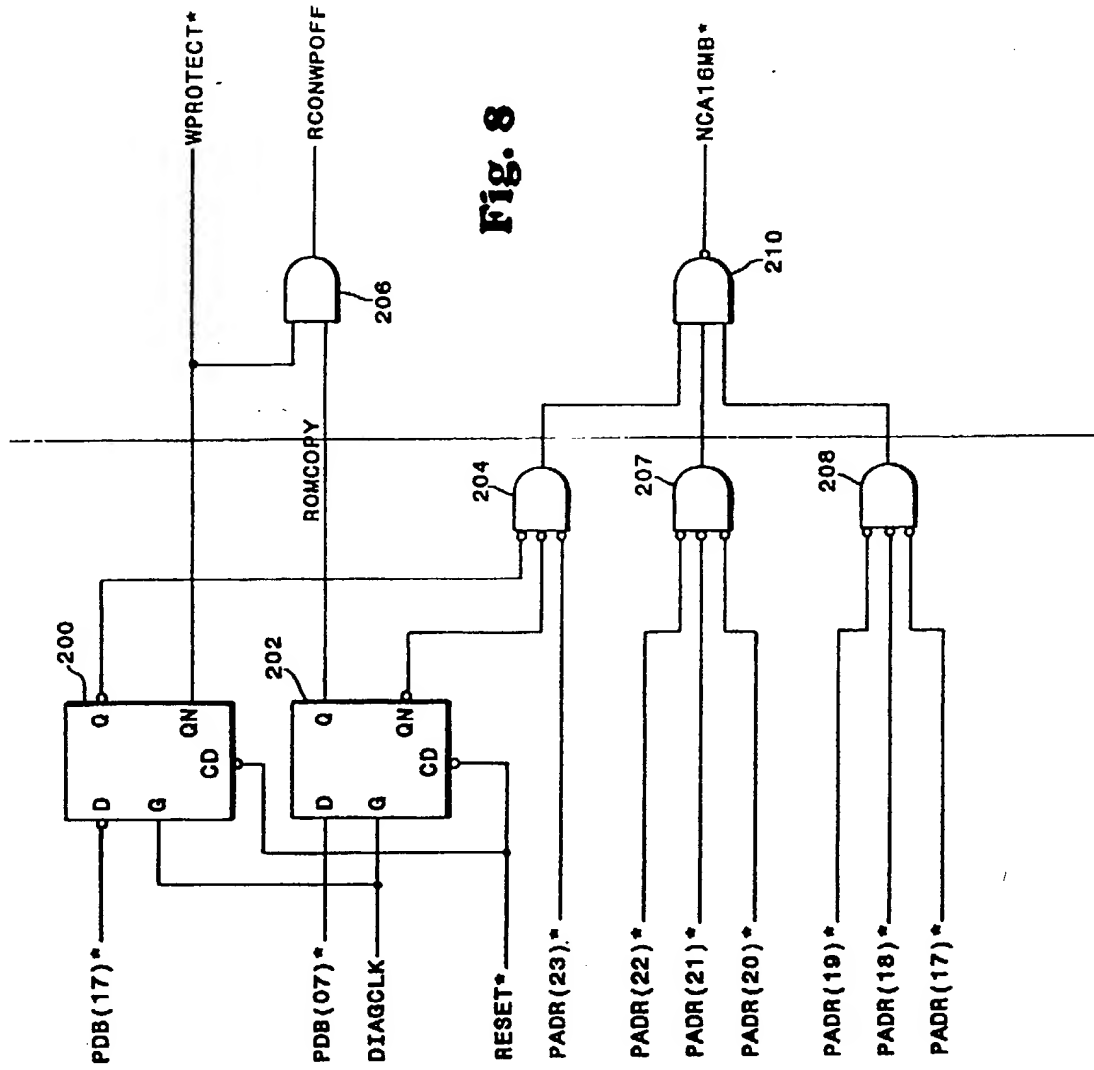 WPROTECT*
RCONWPOFF
Fig. 8
NCA16MB*
200
Q
QN
D
G
CD
206
ROMCOPY
202
Q
QN
D
G
CD
204
207
208
210
PDB(17)*
PDB(07)*
DIAGCLK
RESET*
PADR(23)*
PADR(22)*
PADR(21)*
PADR(20)*
PADR(19)*
PADR(18)*
PADR(17)*